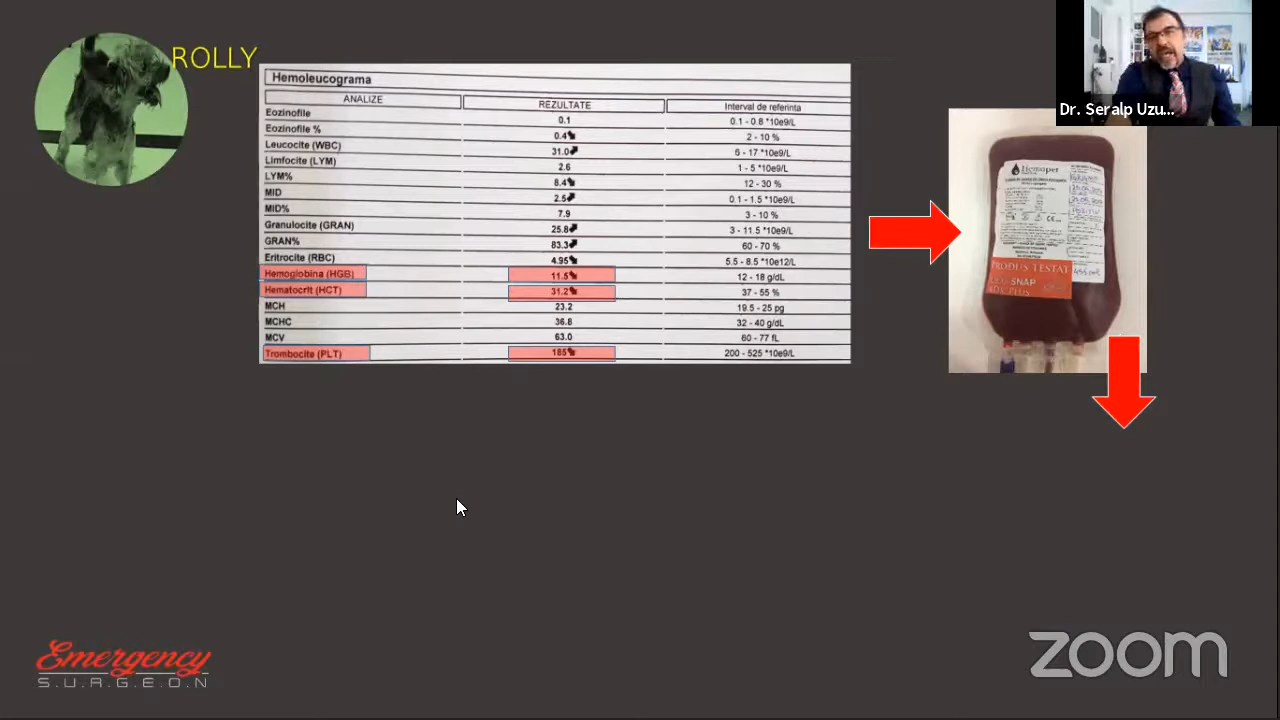 ROLLY
Hemoleucograma
ANALIZE REZULTATE Interval de referinta
Eozinofile 0.1 0.1 - 0.8 *10e9/L
Eozinofile % 0.4 2 - 10 %
Leucocite (WBC) 31.0 6 - 17 *10e9/L
Limfocite (LYM) 2.6 1 - 5 *10e9/L
LYM% 8.4 12 - 30 %
MID 2.5 0.1 - 1.5 *10e9/L
MID% 7.9 3 - 10 %
Granulocite (GRAN) 25.8 3 - 11.5 *10e9/L
GRAN% 83.3 60 - 70 %
Eritrocite (RBC) 4.95 5.5 - 8.5 *10e12/L
Hemoglobina (HGB) 11.5 12 - 18 g/dL
Hematocrit (HCT) 31.2 37 - 55 %
MCH 23.2 19.5 - 25 pg
MCHC 36.8 32 - 40 g/dL
MCV 63.0 60 - 77 fL
Trombocite (PLT) 185 200 - 525 *10e9/L
Dr. Seralp Uzu...
Hemopet
PRODUS TESTAT
SNAP
PLUS
Emergency
S.U.R.G.E.O.N
zoom